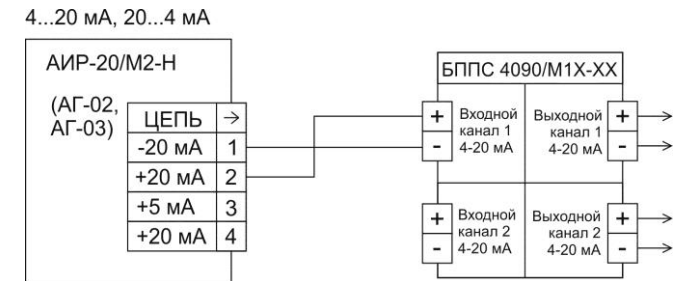 4...20 мА, 20...4 мА
АИР-20/М2-Н
(АГ-02,
АГ-03)
ЦЕПЬ →
-20 мА 1
+20 мА 2
+5 мА 3
+20 мА 4
БППС 4090/М1Х-ХХ
+ Входной Выходной +
канал 1 канал 1
- 4-20 мА 4-20 мА -
+ Входной Выходной +
канал 2 канал 2
- 4-20 мА 4-20 мА -